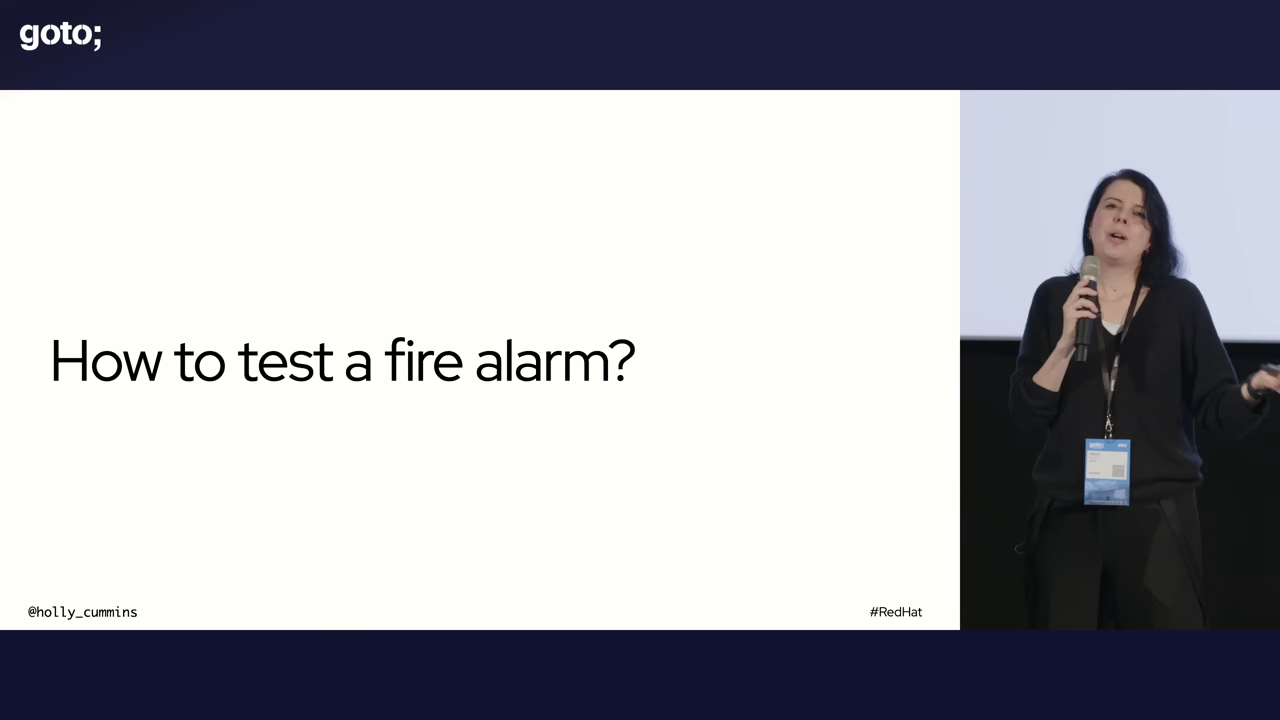 goto;
How to test a fire alarm?
@holly_cummins
#RedHat